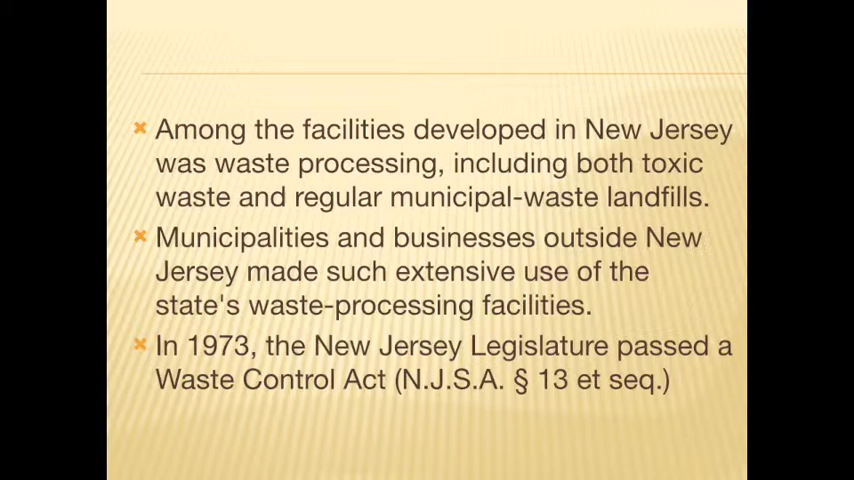 Among the facilities developed in New Jersey
was waste processing, including both toxic
waste and regular municipal-waste landfills.
Municipalities and businesses outside New
Jersey made such extensive use of the
state's waste-processing facilities.
In 1973, the New Jersey Legislature passed a
Waste Control Act (N.J.S.A. § 13 et seq.)